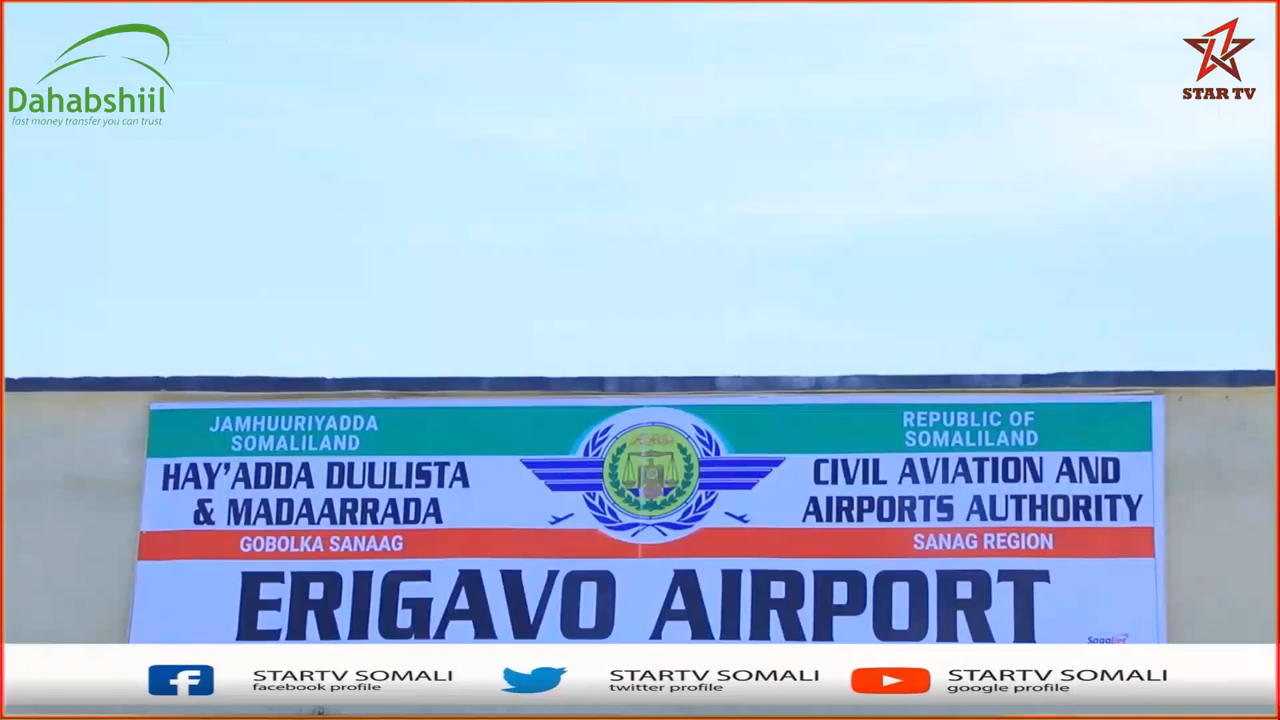 Dahabshiil
fast money transfer you can trust
STAR TV
JAMHUURIYADDA
SOMALILAND
HAY'ADDA DUULISTA
& MADAARRADA
GOBOLKA SANAAG
REPUBLIC OF
SOMALILAND
CIVIL AVIATION AND
AIRPORTS AUTHORITY
SANAG REGION
ERIGAVO AIRPORT
STARTV SOMALI
facebook profile
STARTV SOMALI
twitter profile
STARTV SOMALI
google profile